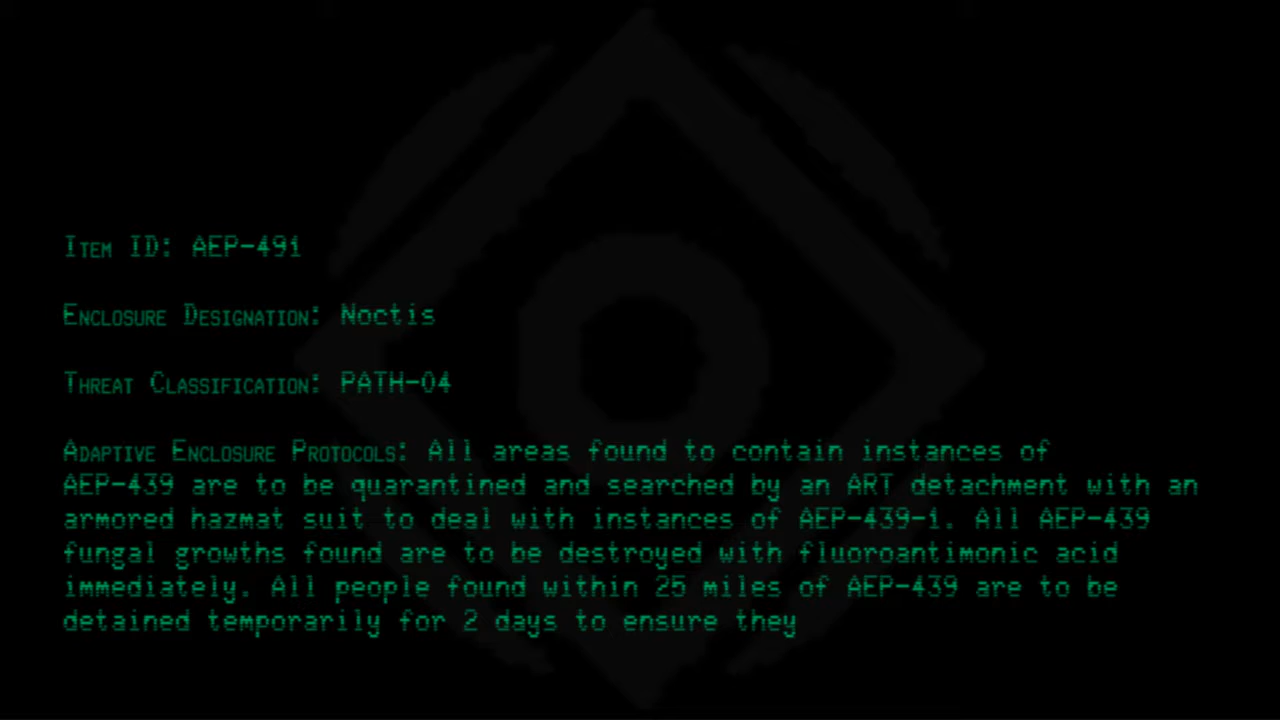 Item ID: AEP-491
Enclosure Designation: Noctis
Threat Classification: PATH-04
Adaptive Enclosure Protocols: All areas found to contain instances of
AEP-439 are to be quarantined and searched by an ART detachment with an
armored hazmat suit to deal with instances of AEP-439-1. All AEP-439
fungal growths found are to be destroyed with fluoroantimonic acid
immediately. All people found within 25 miles of AEP-439 are to be
detained temporarily for 2 days to ensure they